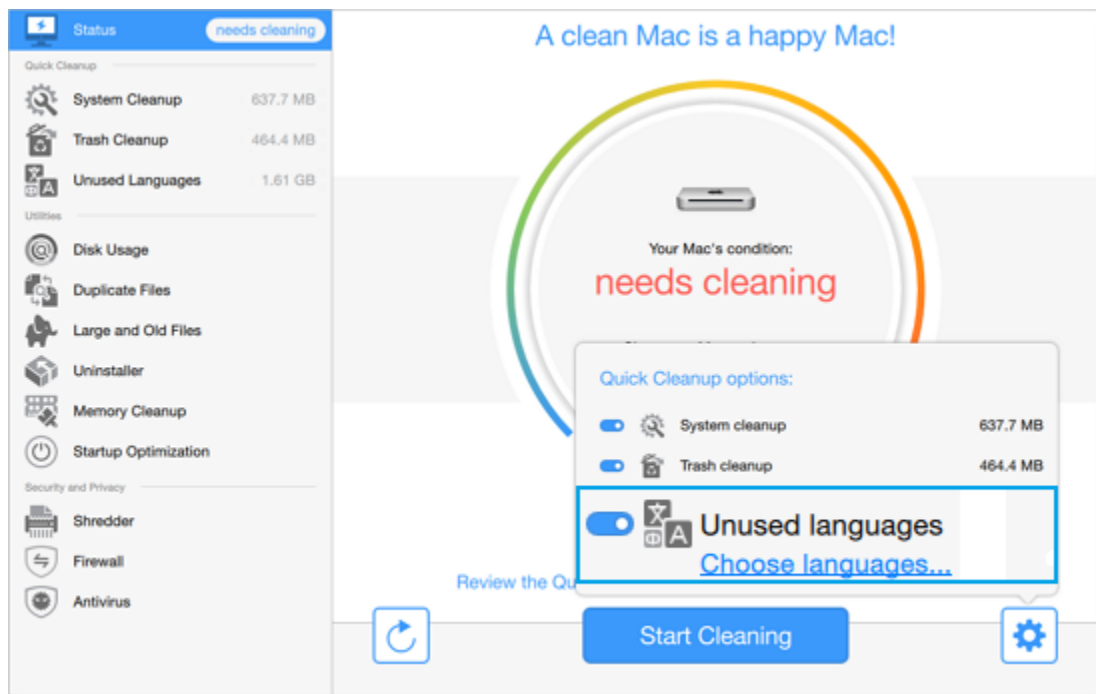 Status needs cleaning
Quick Cleanup
System Cleanup 637.7 MB
Trash Cleanup 464.4 MB
Unused Languages 1.61 GB
Utilities
Disk Usage
Duplicate Files
Large and Old Files
Uninstaller
Memory Cleanup
Startup Optimization
Security and Privacy
Shredder
Firewall
Antivirus
A clean Mac is a happy Mac!
Your Mac's condition:
needs cleaning
Quick Cleanup options:
System cleanup 637.7 MB
Trash cleanup 464.4 MB
Unused languages
Choose languages...
Review the
Start Cleaning